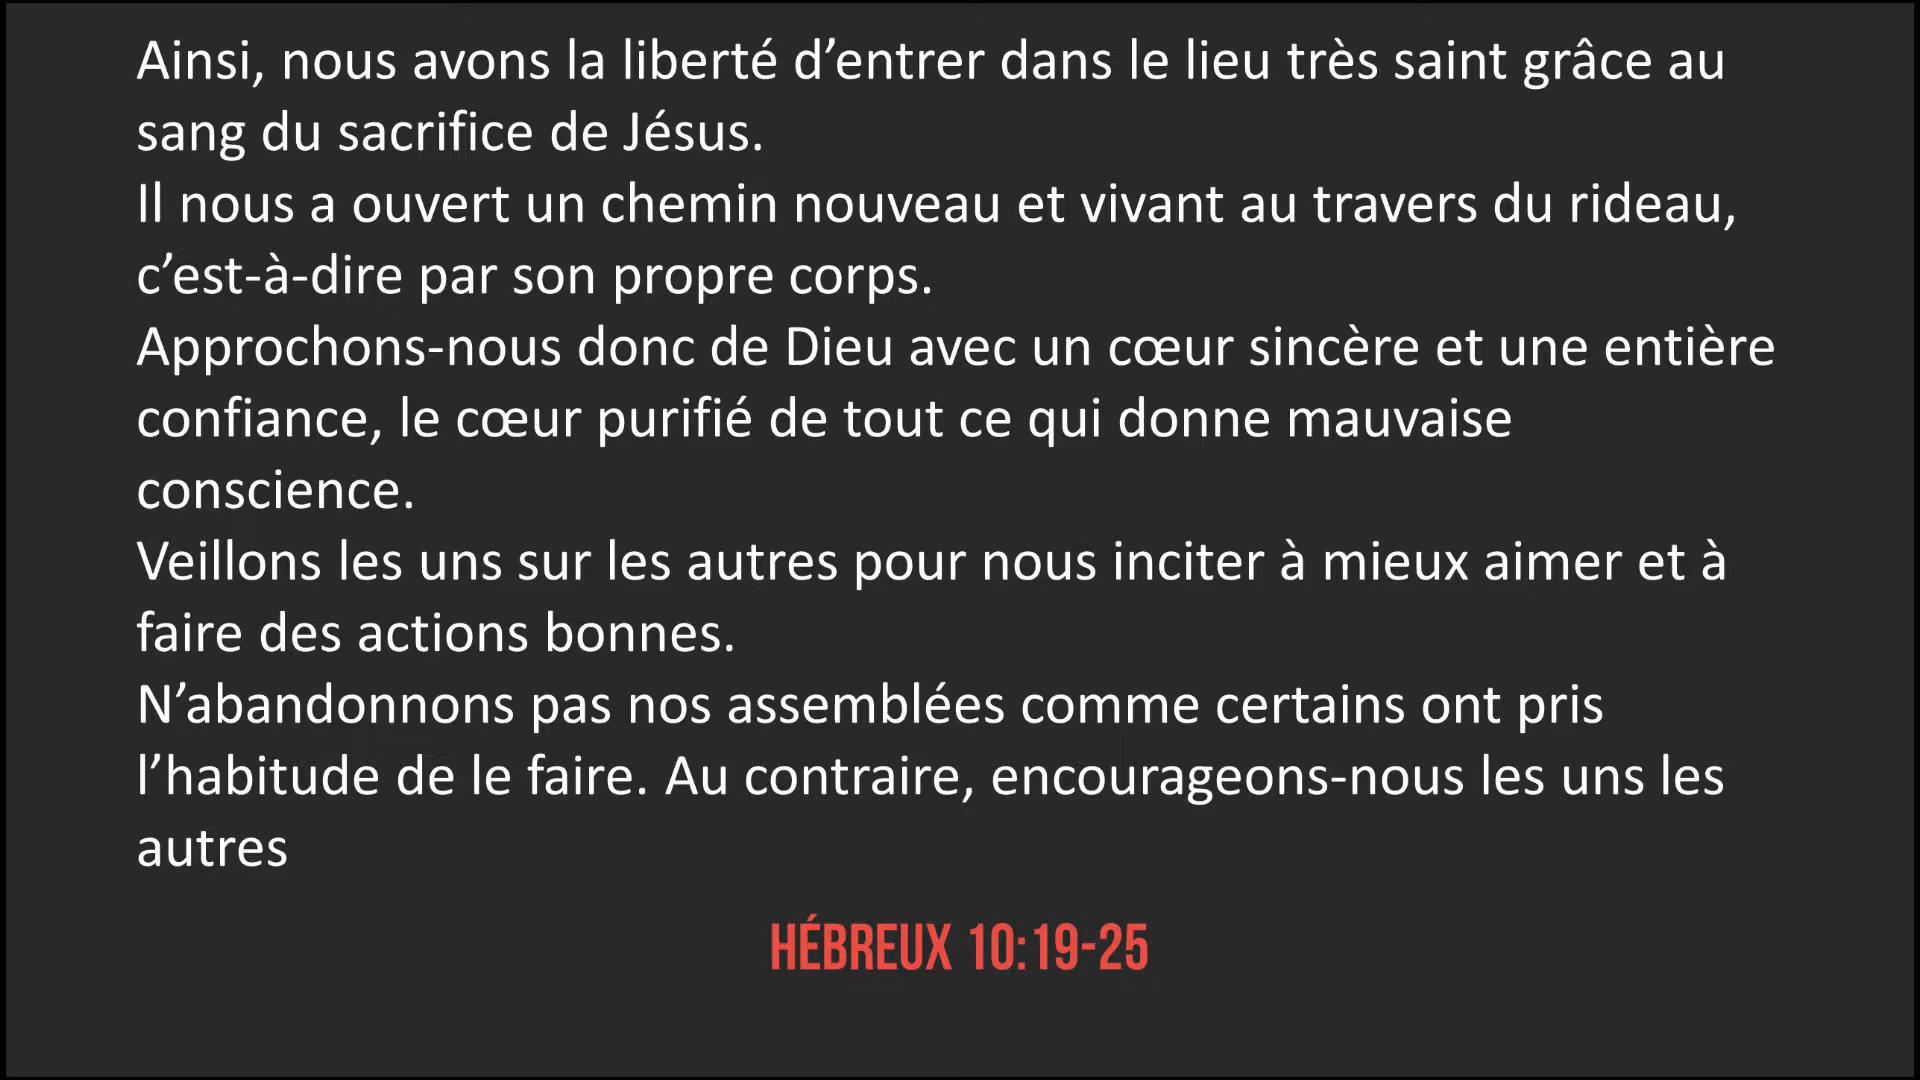 Ainsi, nous avons la liberté d’entrer dans le lieu très saint grâce au
sang du sacrifice de Jésus.
Il nous a ouvert un chemin nouveau et vivant au travers du rideau,
c’est-à-dire par son propre corps.
Approchons-nous donc de Dieu avec un cœur sincère et une entière
confiance, le cœur purifié de tout ce qui donne mauvaise
conscience.
Veillons les uns sur les autres pour nous inciter à mieux aimer et à
faire des actions bonnes.
N’abandonnons pas nos assemblées comme certains ont pris
l’habitude de le faire. Au contraire, encourageons-nous les uns les
autres
HÉBREUX 10:19-25